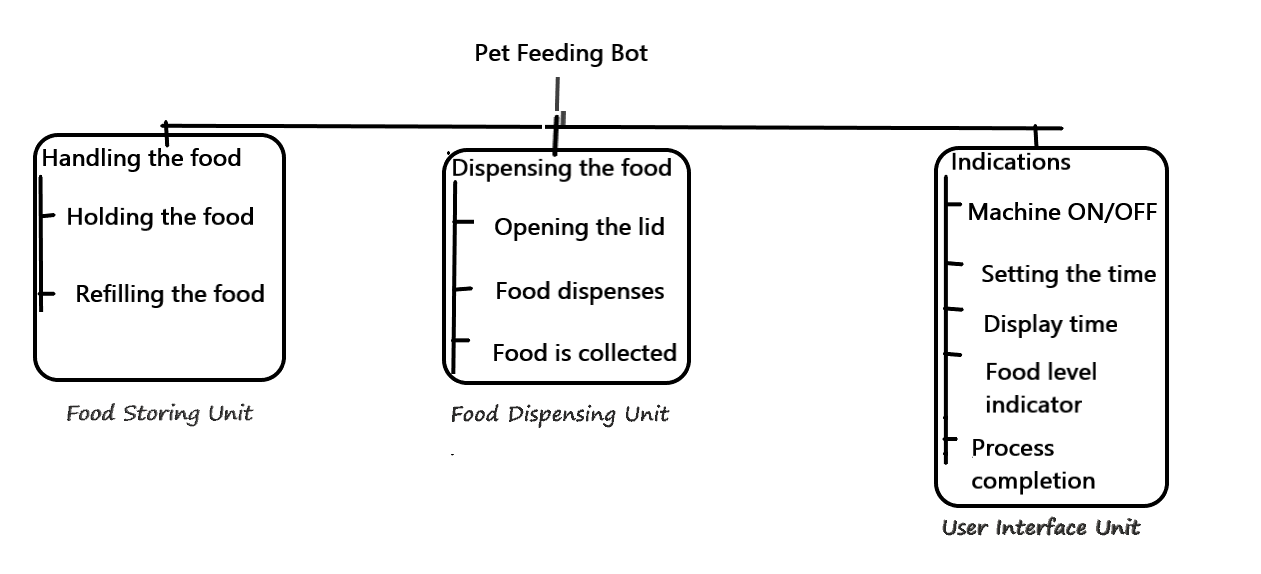 Pet Feeding Bot
Handling the food
Holding the food
Refilling the food
Food Storing Unit
Dispensing the food
Opening the lid
Food dispenses
Food is collected
Food Dispensing Unit
Indications
Machine ON/OFF
Setting the time
Display time
Food level
indicator
Process
completion
User Interface Unit